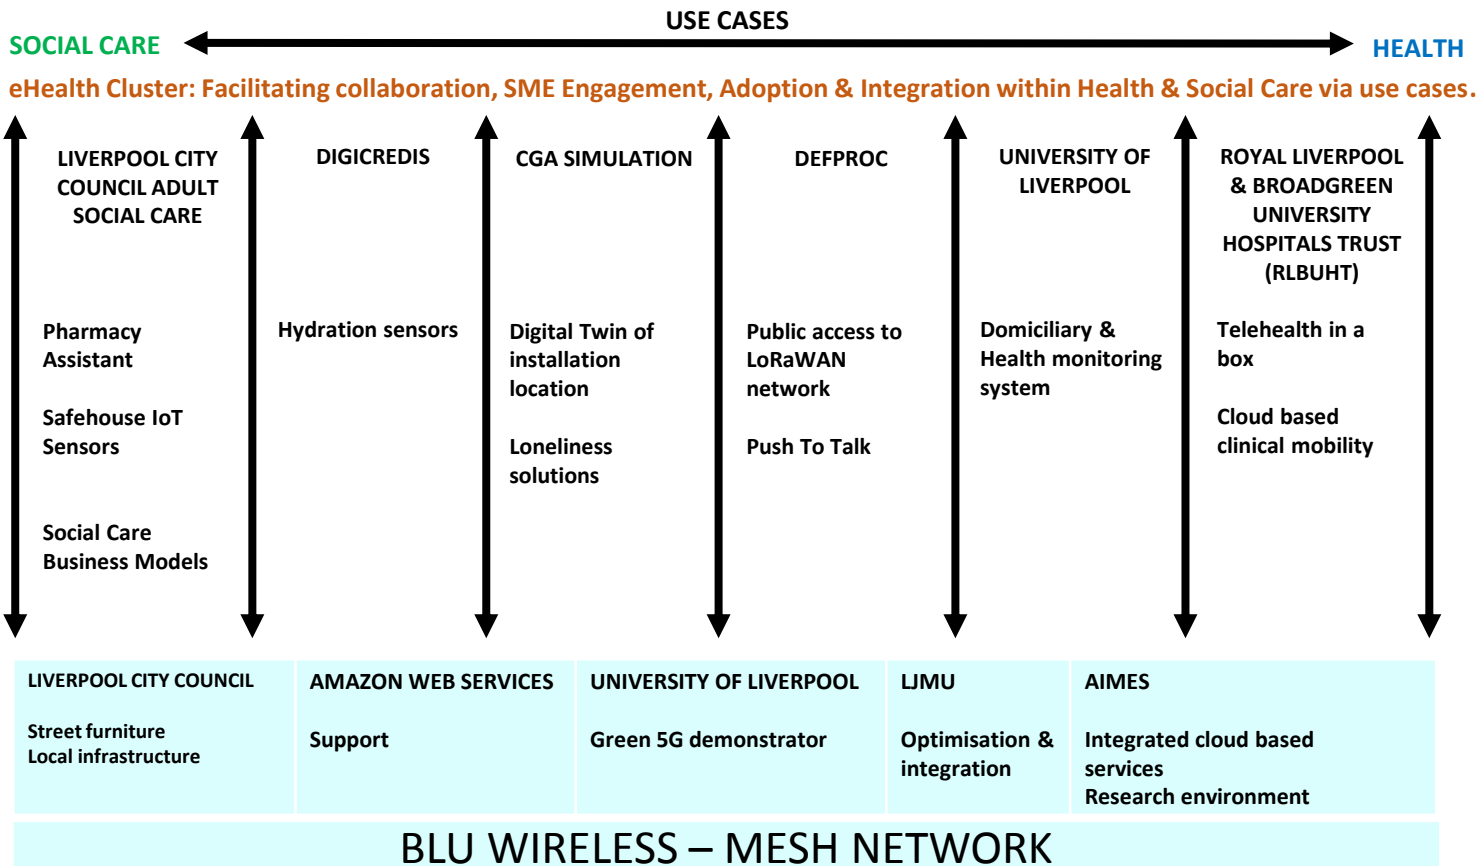 USE CASES
SOCIAL CARE
HEALTH
eHealth Cluster: Facilitating collaboration, SME Engagement, Adoption & Integration within Health & Social Care via use cases.
LIVERPOOL CITY
COUNCIL ADULT
SOCIAL CARE
Pharmacy
Assistant
Safehouse IoT
Sensors
Social Care
Business Models
DIGICREDIS
Hydration sensors
CGA SIMULATION
Digital Twin of
installation
location
Loneliness
solutions
DEFPROC
Public access to
LoRaWAN
network
Push To Talk
UNIVERSITY OF
LIVERPOOL
Domiciliary &
Health monitoring
system
ROYAL LIVERPOOL
& BROADGREEN
UNIVERSITY
HOSPITALS TRUST
(RLBUHT)
Telehealth in a
box
Cloud based
clinical mobility
LIVERPOOL CITY COUNCIL
Street furniture
Local infrastructure
AMAZON WEB SERVICES
Support
UNIVERSITY OF LIVERPOOL
Green 5G demonstrator
LJMU
Optimisation &
integration
AIMES
Integrated cloud based
services
Research environment
BLU WIRELESS – MESH NETWORK